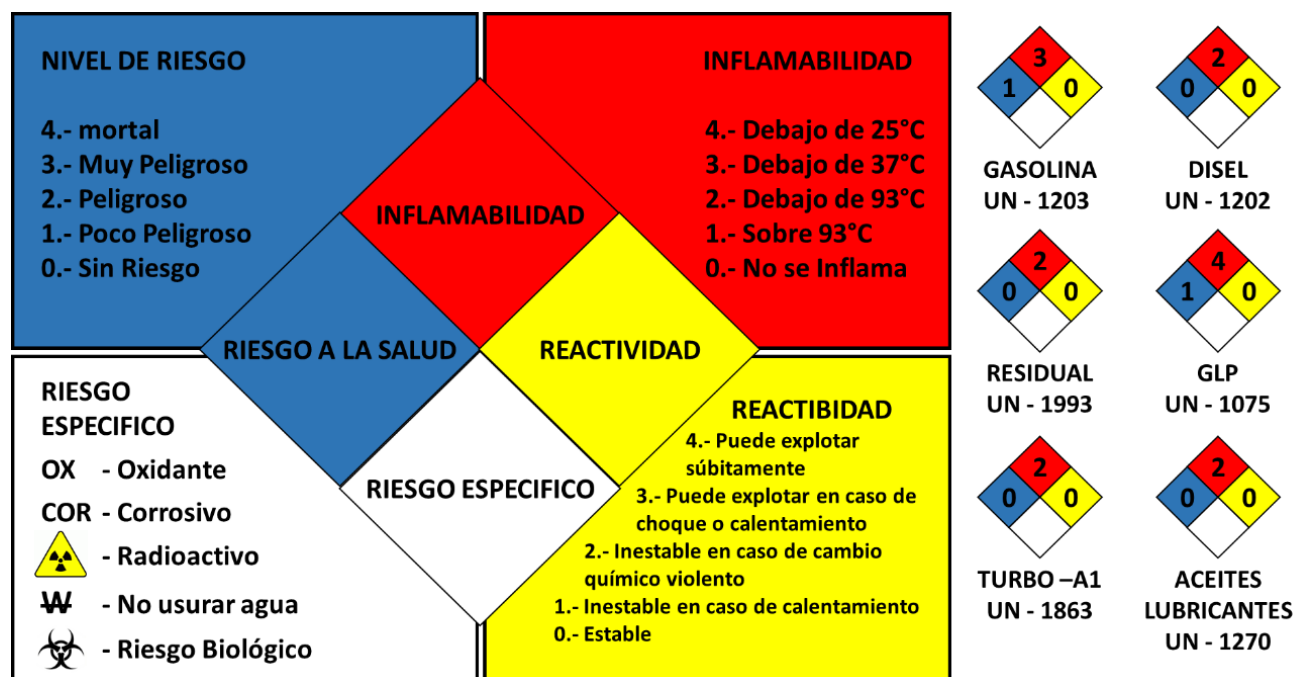 NIVEL DE RIESGO
4.- mortal
3.- Muy Peligroso
2.- Peligroso
1.- Poco Peligroso
0.- Sin Riesgo
INFLAMABILIDAD
4.- Debajo de 25°C
3.- Debajo de 37°C
2.- Debajo de 93°C
1.- Sobre 93°C
0.- No se Inflama
INFLAMABILIDAD
RIESGO A LA SALUD
REACTIVIDAD
RIESGO ESPECIFICO
RIESGO
ESPECIFICO
OX - Oxidante
COR - Corrosivo
- Radioactivo
W - No usurar agua
- Riesgo Biológico
REACTIBIDAD
4.- Puede explotar
súbitamente
3.- Puede explotar en caso de
choque o calentamiento
2.- Inestable en caso de cambio
químico violento
1.- Inestable en caso de calentamiento
0.- Estable
3
1 0
GASOLINA
UN - 1203
2
0 0
DISEL
UN - 1202
2
0 0
RESIDUAL
UN - 1993
4
1 0
GLP
UN - 1075
2
0 0
TURBO –A1
UN - 1863
2
0 0
ACEITES
LUBRICANTES
UN - 1270